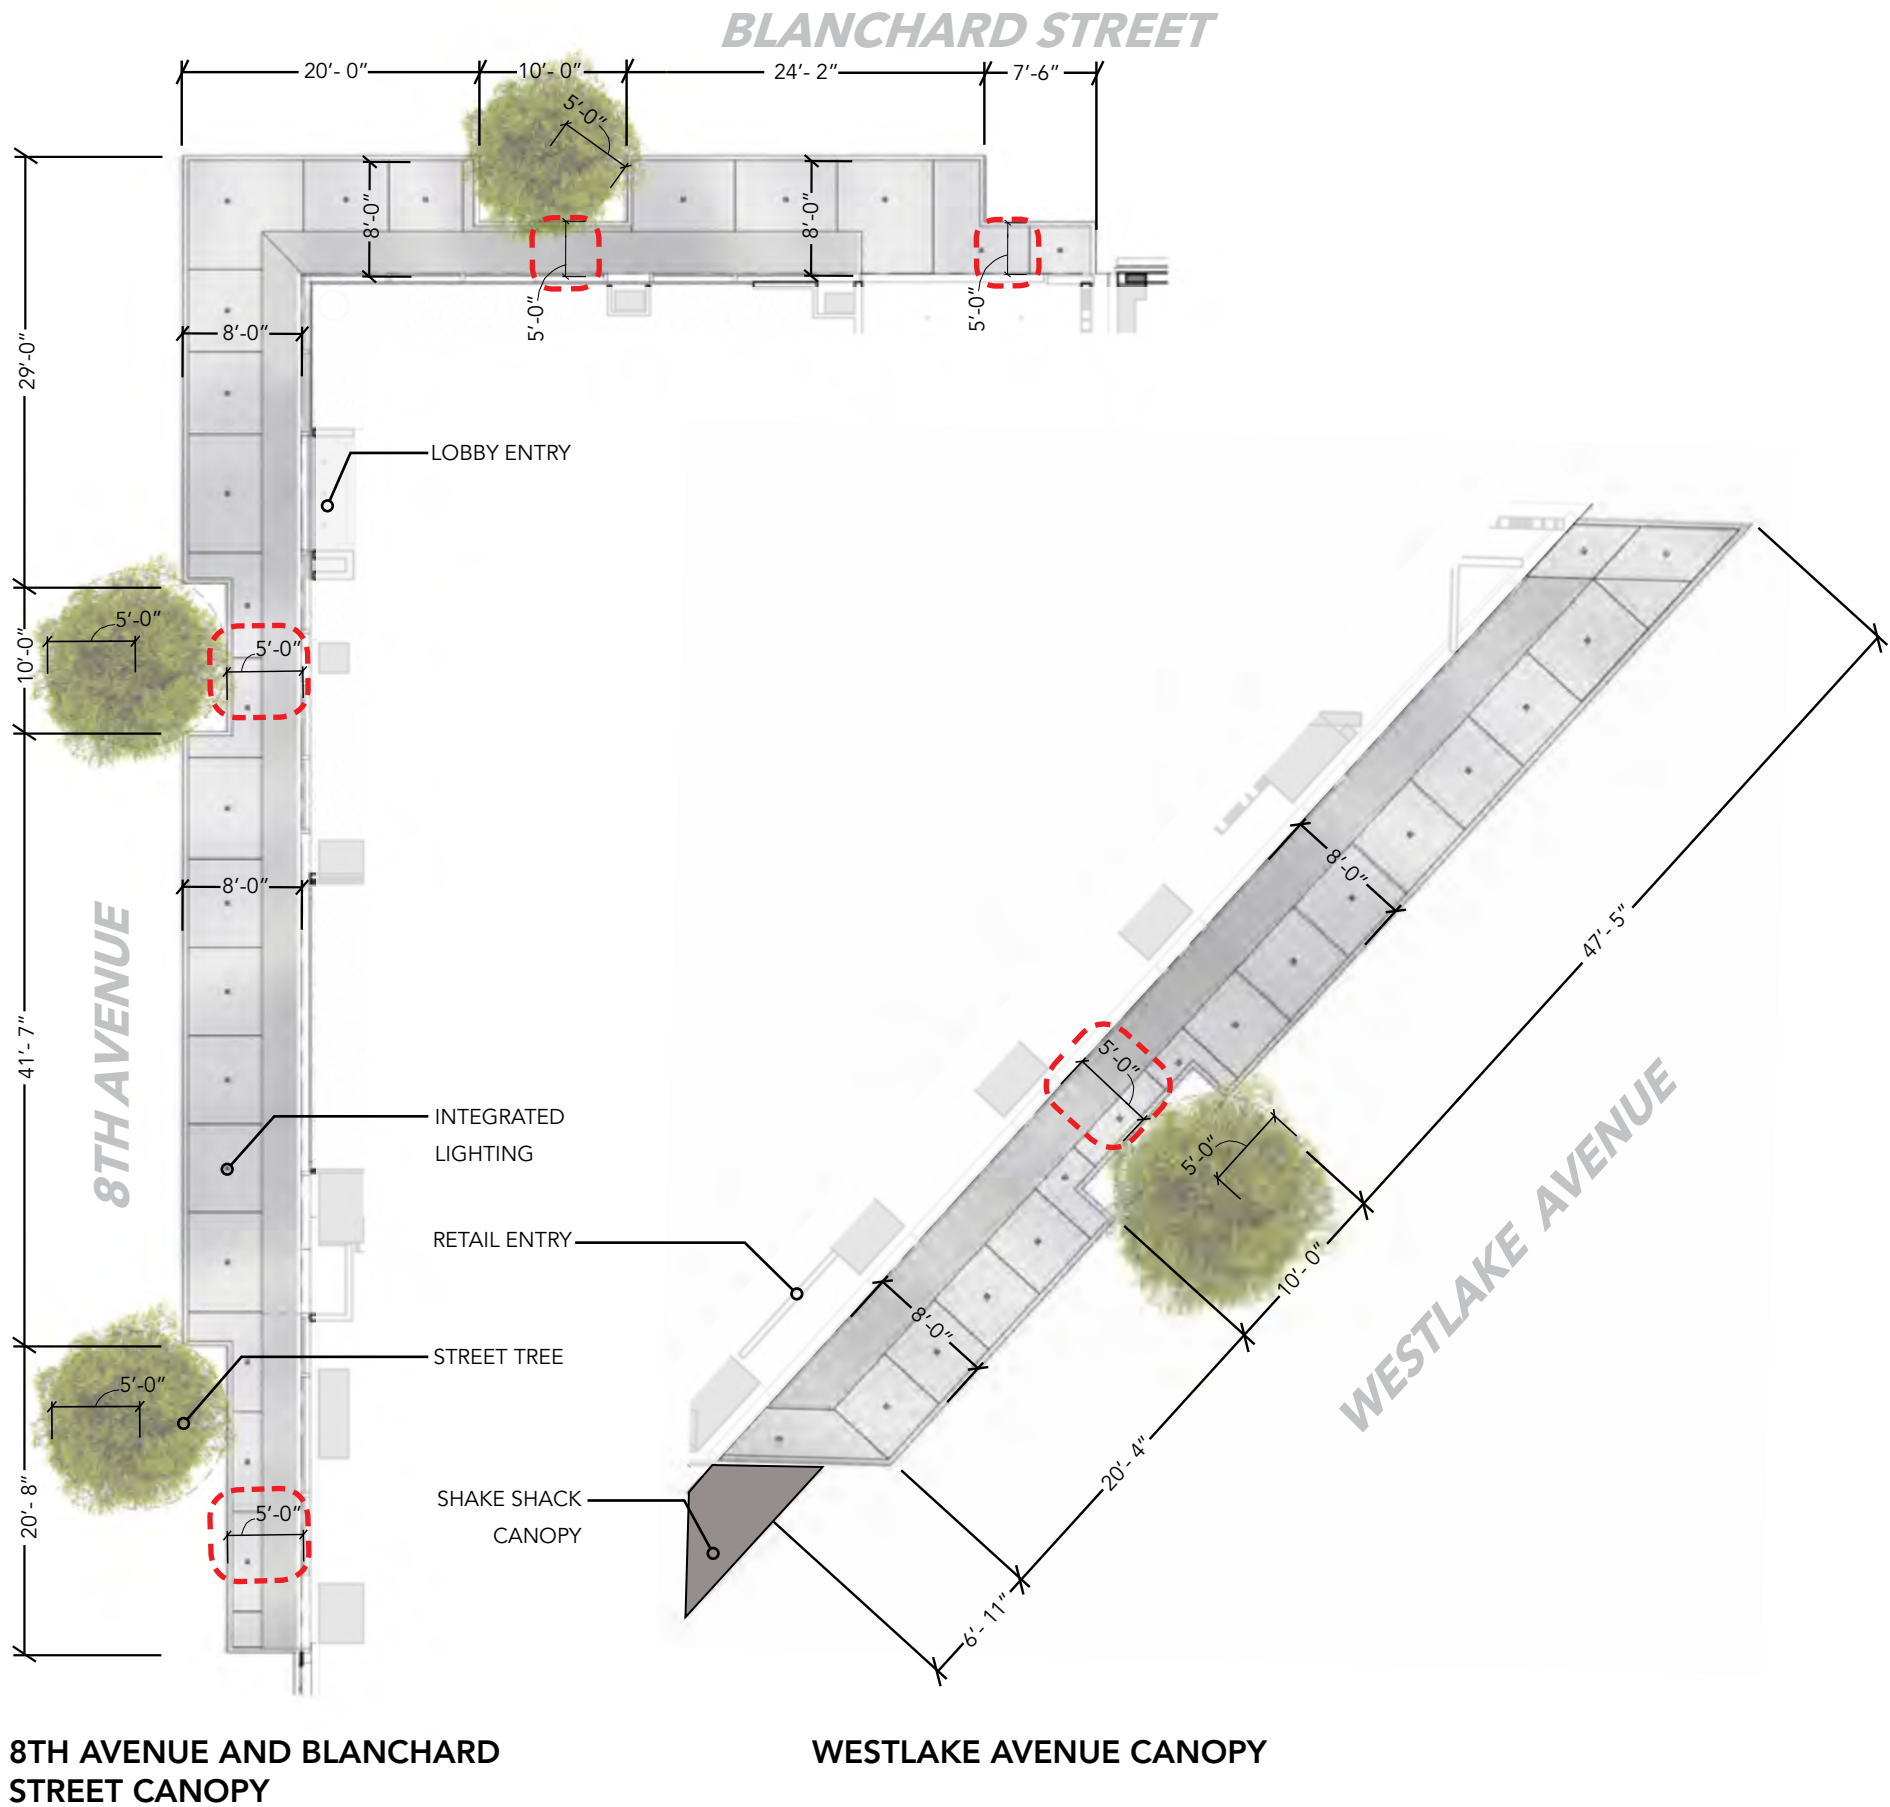 BLANCHARD STREET
20'- 0"
10'- 0"
24'- 2"
7'-6"
5'-0"
8'-0"
8'-0"
5'-0"
5'-0"
29'-0"
8'-0"
LOBBY ENTRY
10'-0"
5'-0"
5'-0"
8'-0"
8'-0"
47'- 5"
8TH AVENUE
41'- 7"
5'-0"
5'-0"
INTEGRATED
LIGHTING
WESTLAKE AVENUE
RETAIL ENTRY
10'- 0"
8'-0"
STREET TREE
5'-0"
20'- 4"
20'- 8"
5'-0"
SHAKE SHACK
CANOPY
6'- 11"
8TH AVENUE AND BLANCHARD
STREET CANOPY
WESTLAKE AVENUE CANOPY